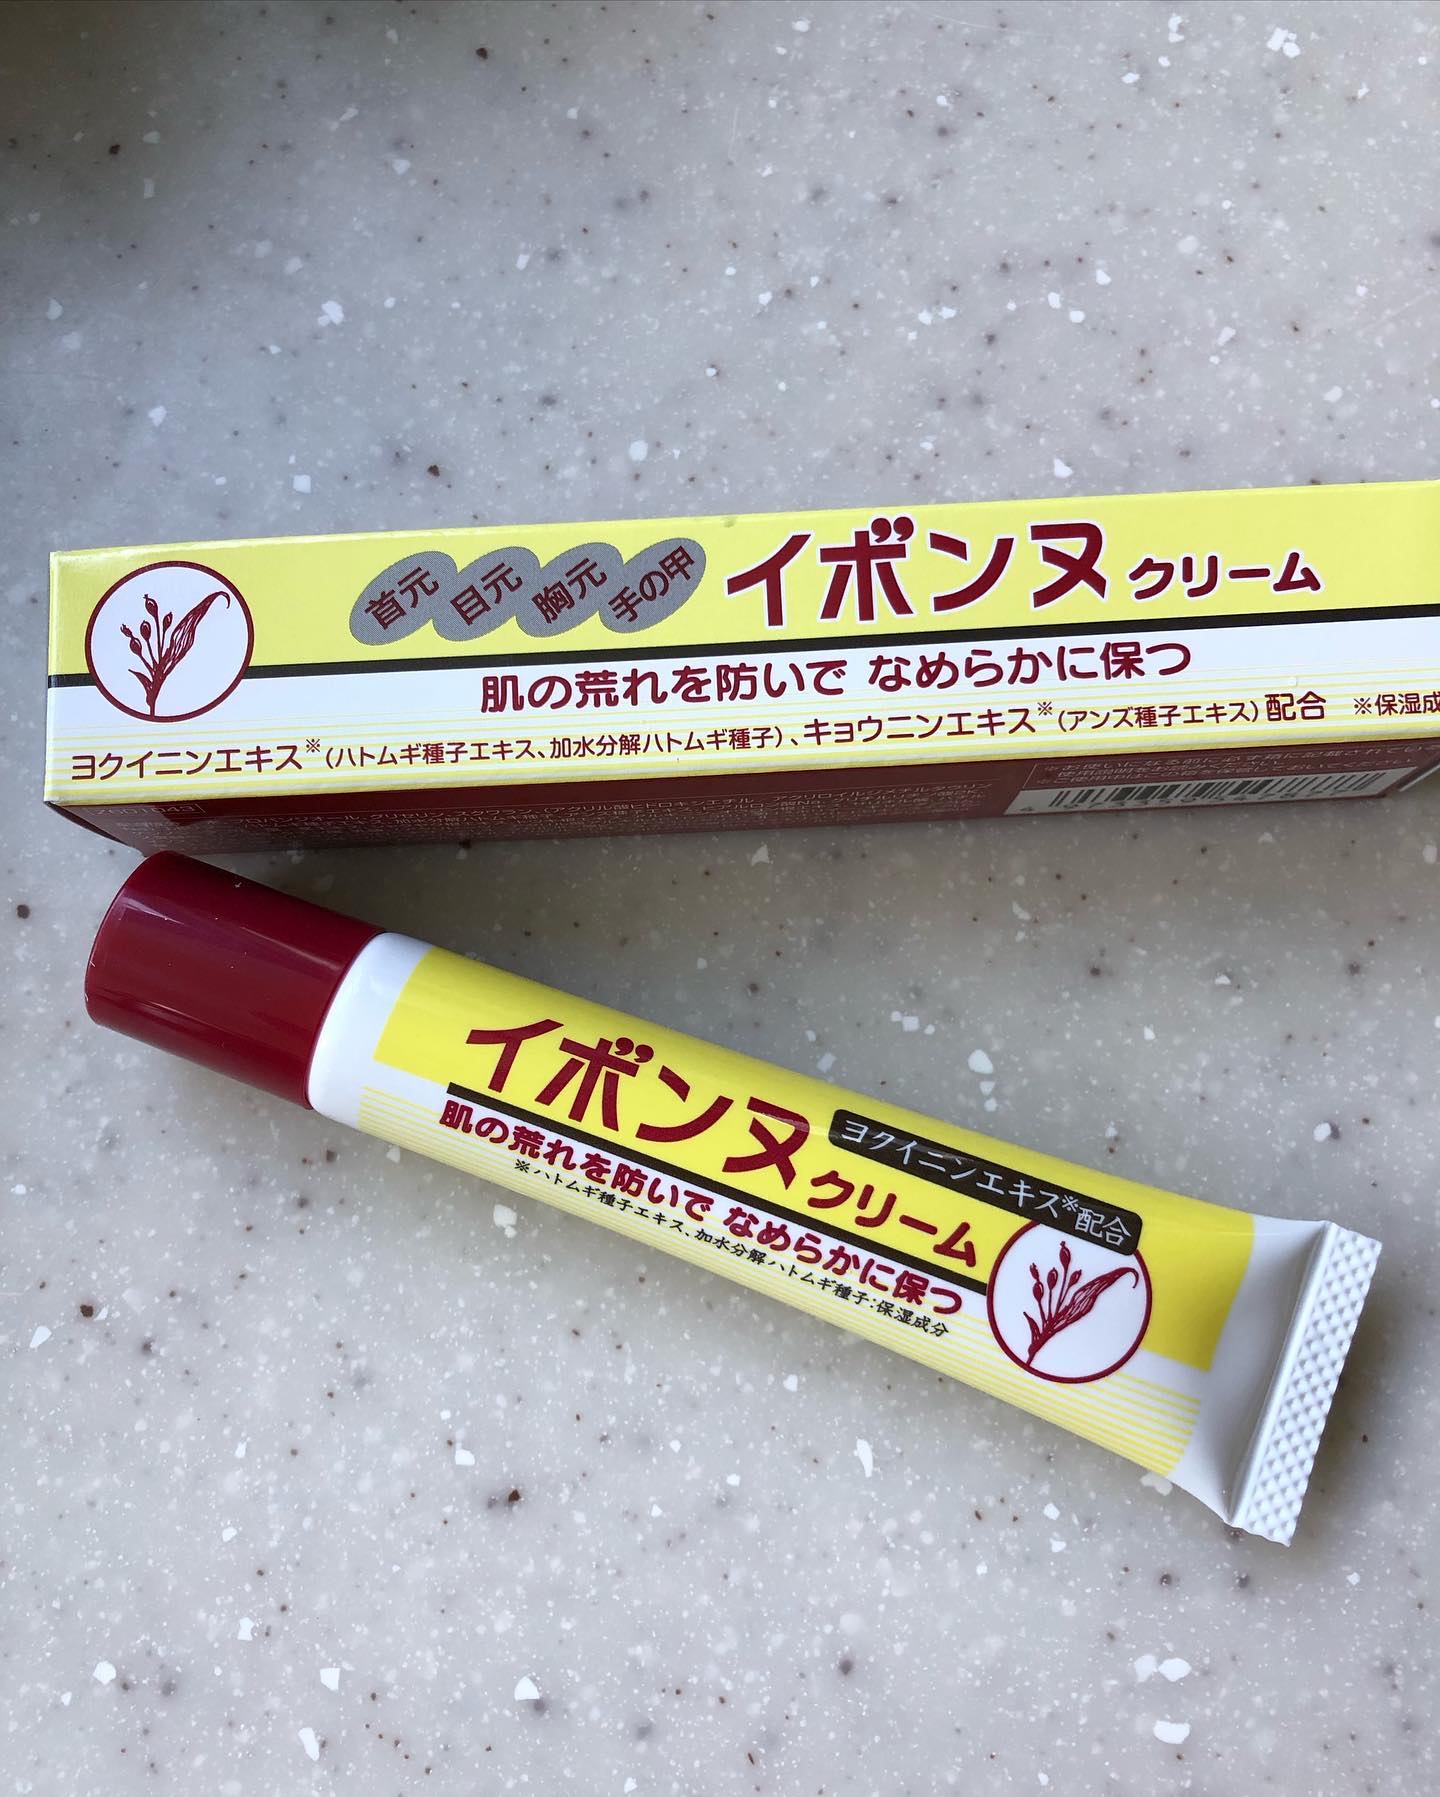 首元 目元 胸元 手の甲
イボンヌ クリーム
肌の荒れを防いで なめらかに保つ
ヨクイニンエキス※(ハトムギ種子エキス、加水分解ハトムギ種子)、キョウニンエキス※(アンズ種子エキス)配合 ※保湿成
イボンヌクリーム
ヨクイニンエキス※配合
肌の荒れを防いで なめらかに保つ
※ハトムギ種子エキス、加水分解ハトムギ種子:保湿成分